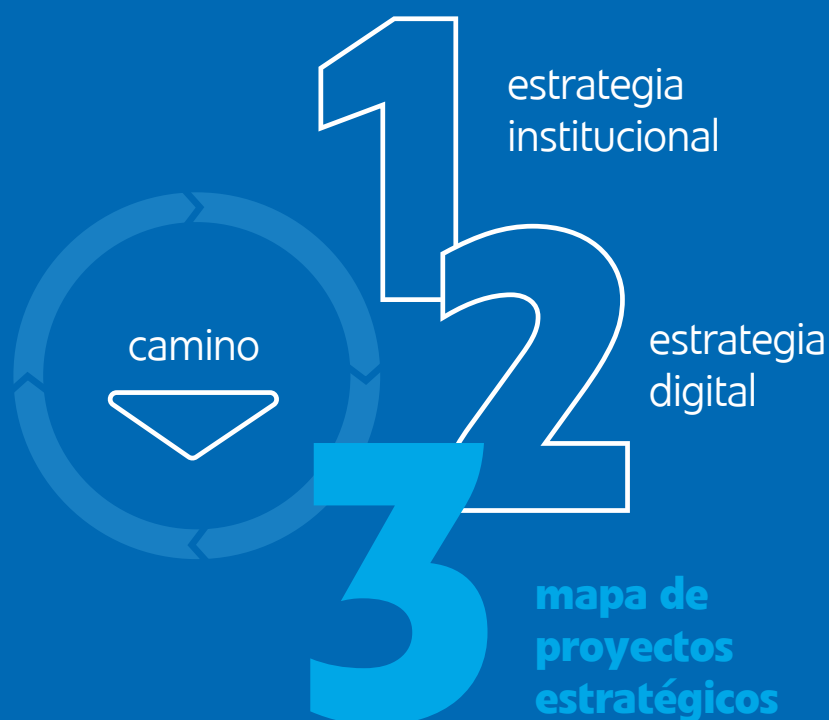 1
estrategia
institucional
camino
2
estrategia
digital
3
mapa de
proyectos
estratégicos